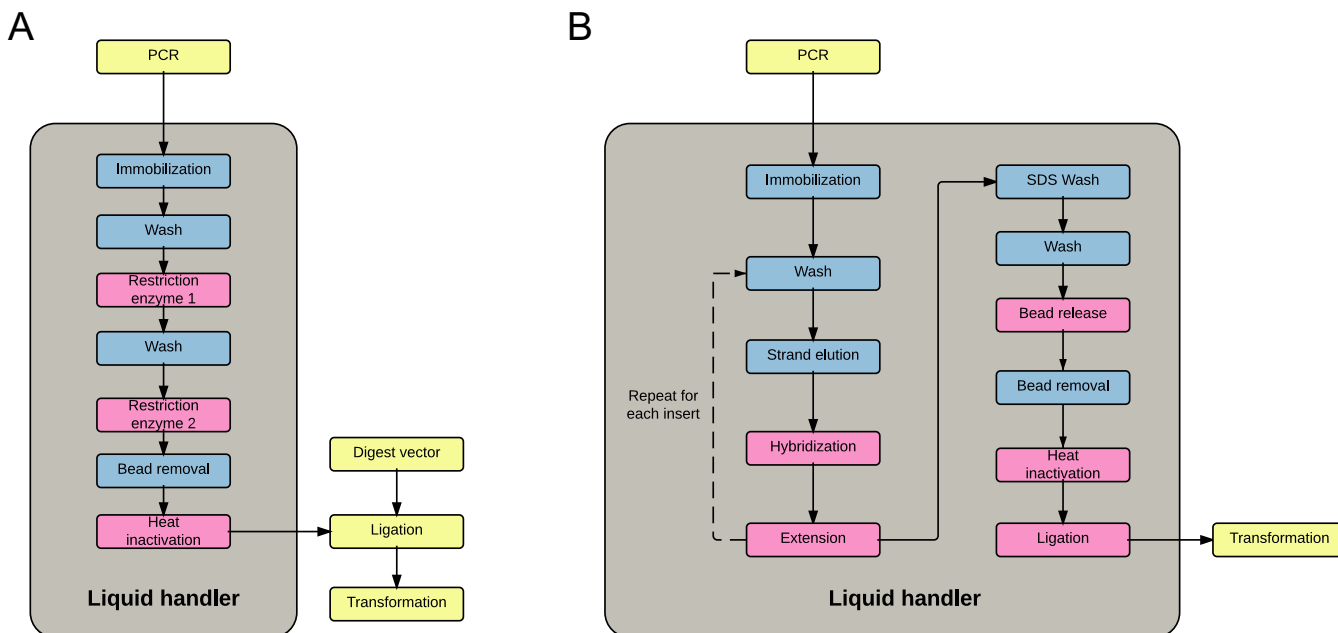 A
PCR
Immobilization
Wash
Restriction
enzyme 1
Wash
Restriction
enzyme 2
Bead removal
Heat
inactivation
Liquid handler
Digest vector
Ligation
Transformation
B
PCR
Immobilization
Wash
Strand elution
Hybridization
Extension
Repeat for
each insert
SDS Wash
Wash
Bead release
Bead removal
Heat
inactivation
Ligation
Transformation
Liquid handler